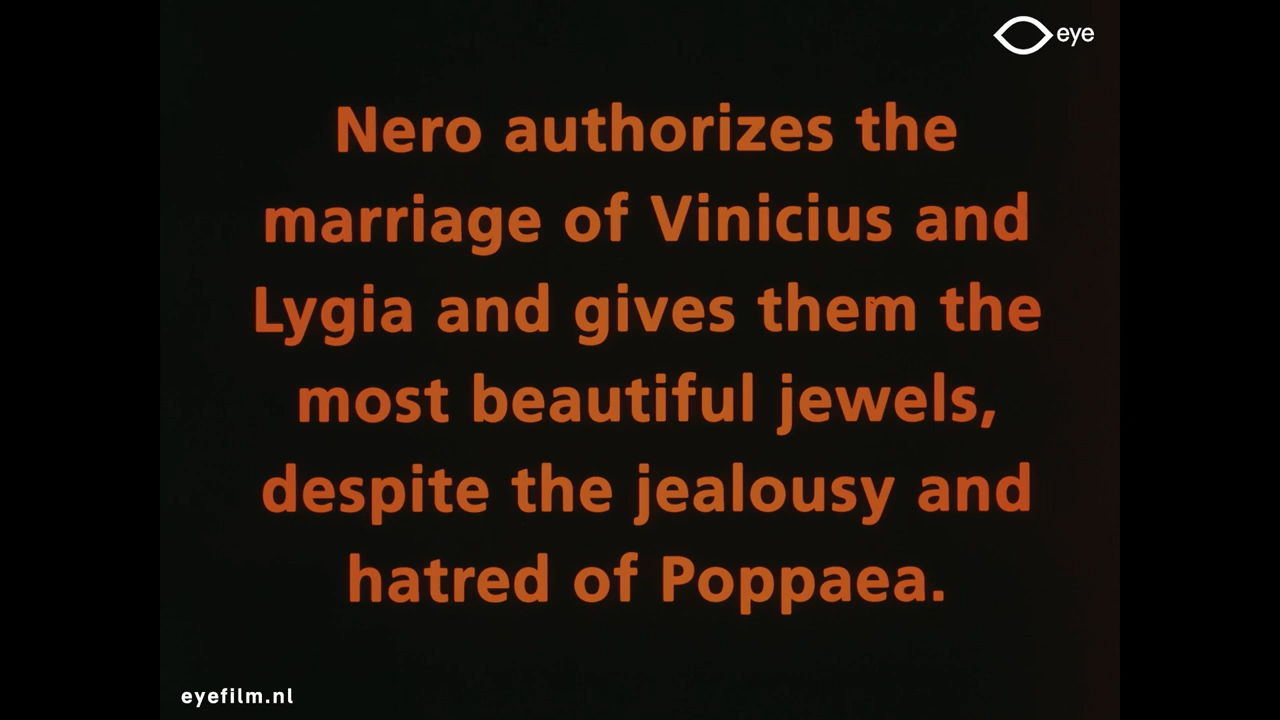 eye
Nero authorizes the
marriage of Vinicius and
Lygia and gives them the
most beautiful jewels,
despite the jealousy and
hatred of Poppaea.
eyefilm.nl